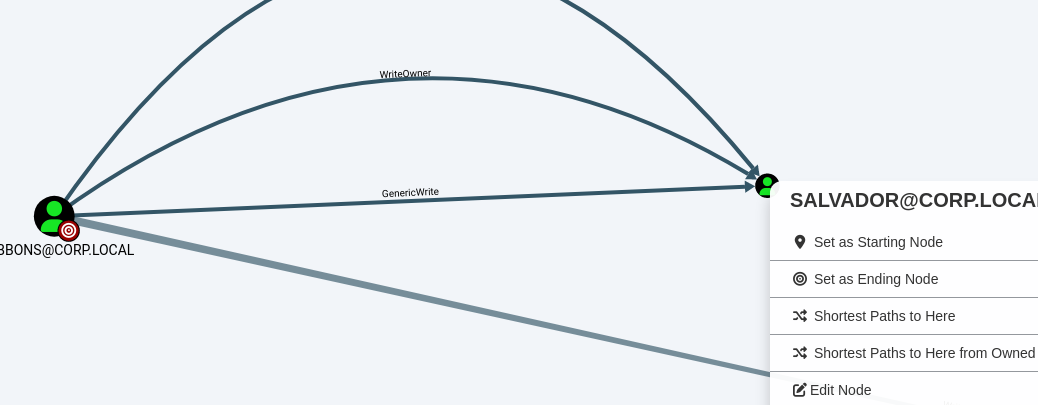 WriteOwner
GenericWrite
SALVADOR@CORP.LOCAL
BBONS@CORP.LOCAL
Set as Starting Node
Set as Ending Node
Shortest Paths to Here
Shortest Paths to Here from Owned
Edit Node